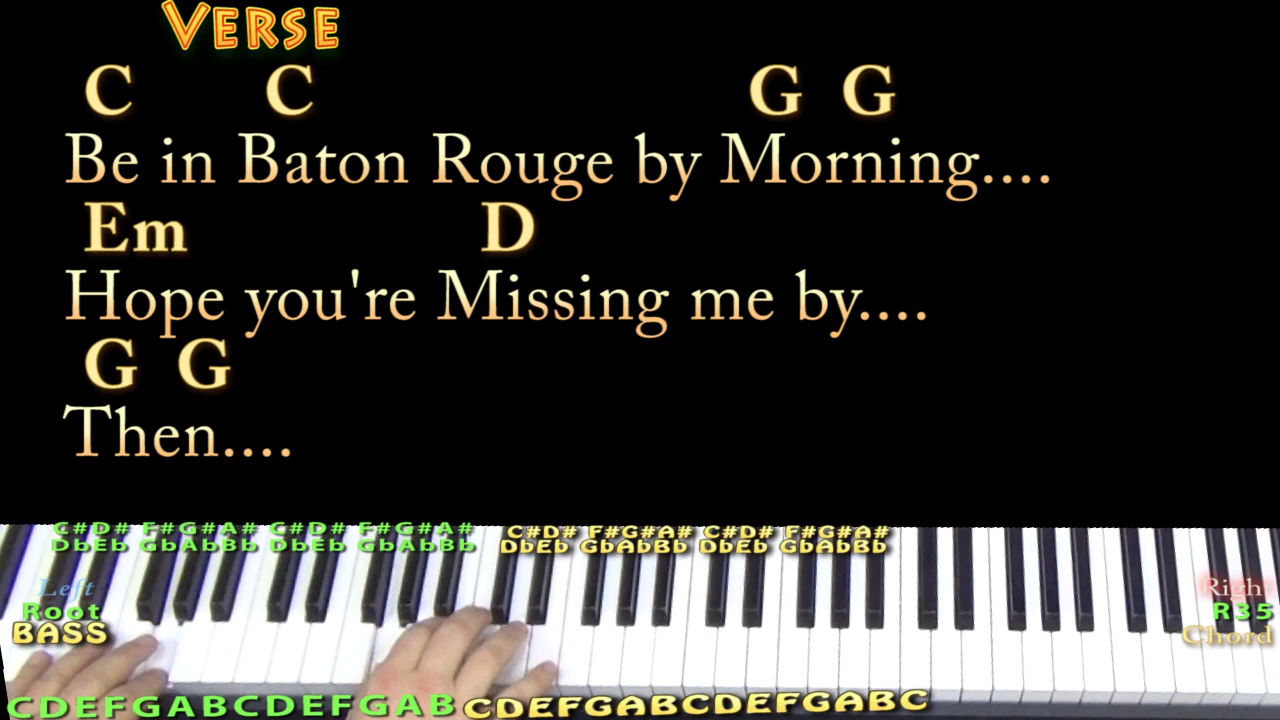 VERSE
C C G G
Be in Baton Rouge by Morning....
Em D
Hope you're Missing me by....
G G
Then....
C#D# F#G#A# C#D# F#G#A# C#D# F#G#A# C#D# F#G#A#
DbEb GbAbBb DbEb GbAbBb DbEb GbAbBb DbEb GbAbBb
Left Right
Root R35
BASS Chord
CDEFGABCDEFGAB CDEFGABCDEFGABC